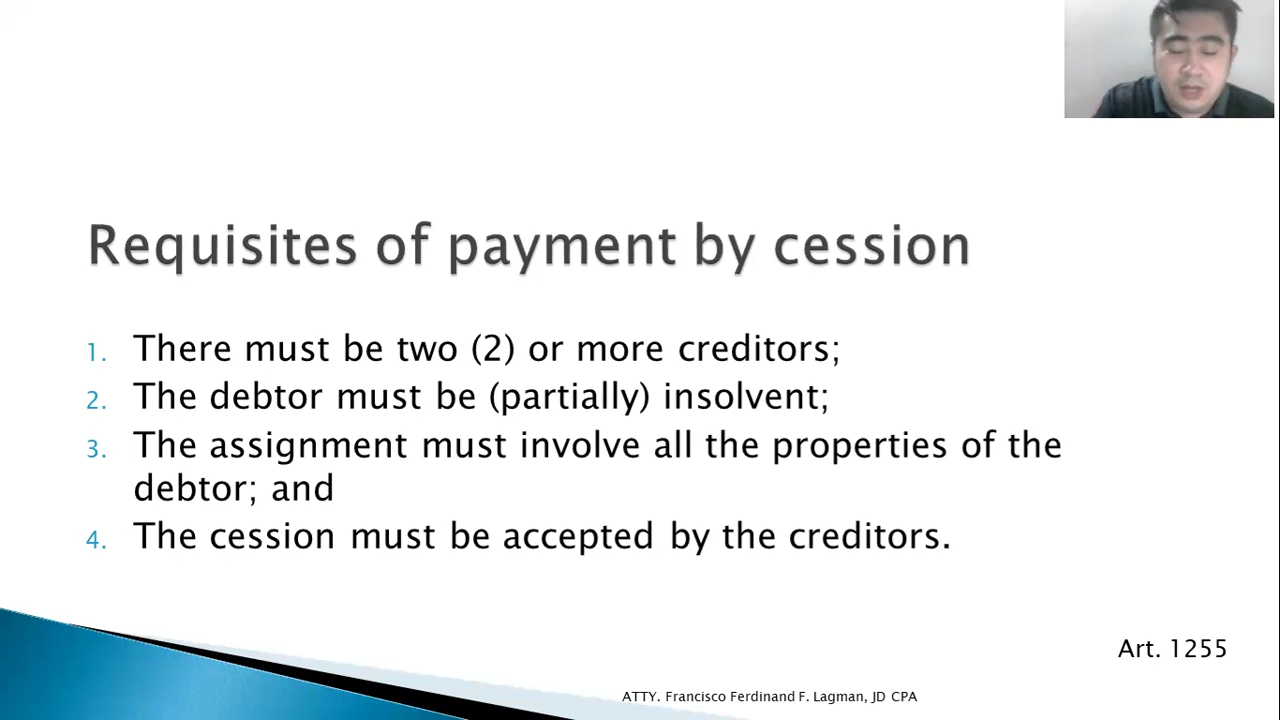 Requisites of payment by cession
1. There must be two (2) or more creditors;
2. The debtor must be (partially) insolvent;
3. The assignment must involve all the properties of the
debtor; and
4. The cession must be accepted by the creditors.
Art. 1255
ATTY. Francisco Ferdinand F. Lagman, JD CPA